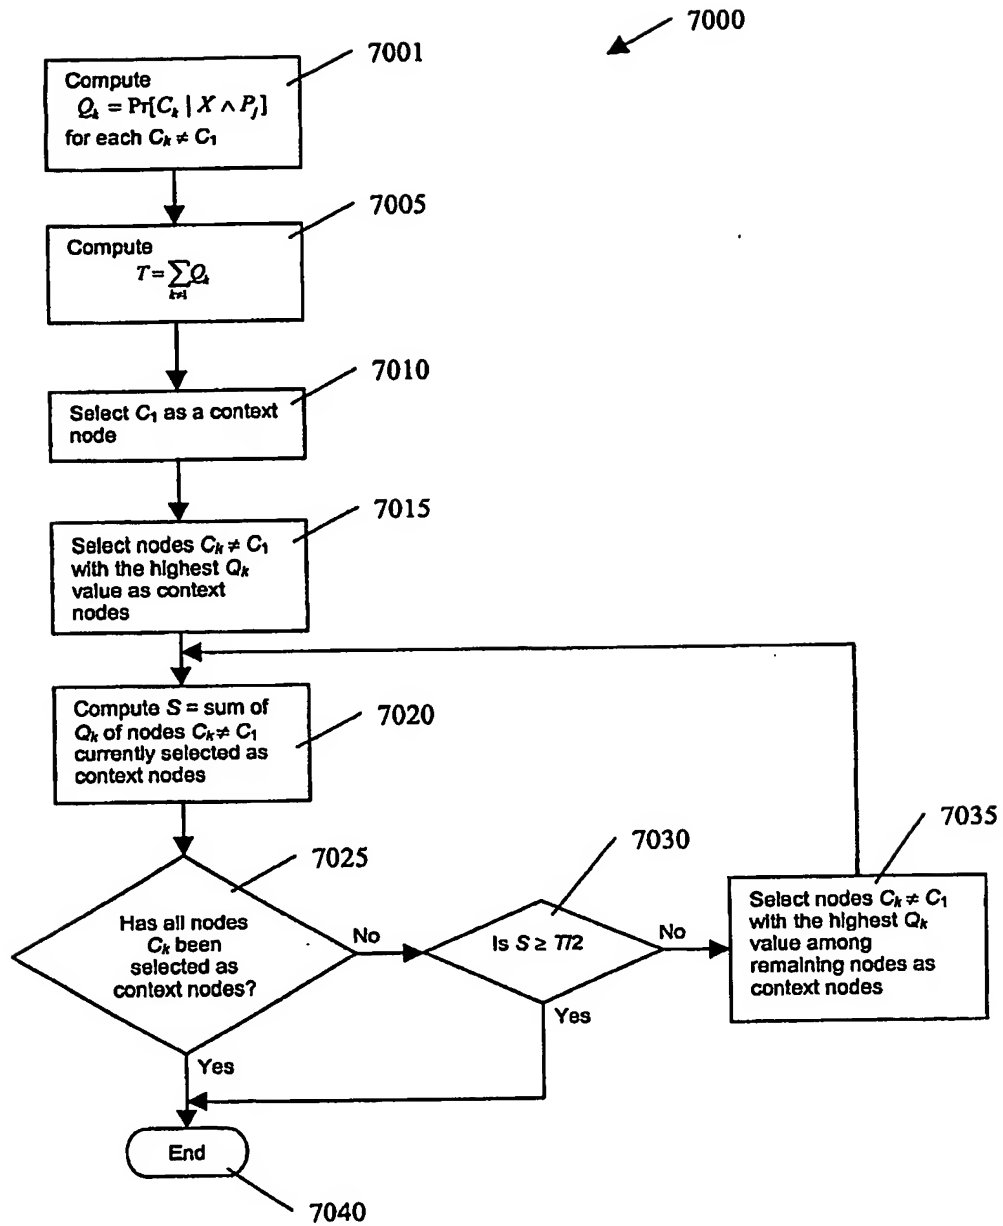 7000
7001
Compute
Qk = Pr[Ck | X ∧ Pj]
for each Ck ≠ C1
7005
Compute
T = ∑k≠1 Qk
7010
Select C1 as a context
node
7015
Select nodes Ck ≠ C1
with the highest Qk
value as context
nodes
7020
Compute S = sum of
Qk of nodes Ck ≠ C1
currently selected as
context nodes
7025
Has all nodes
Ck been
selected as
context nodes?
No
Yes
7030
Is S ≥ T/2
No
Yes
7035
Select nodes Ck ≠ C1
with the highest Qk
value among
remaining nodes as
context nodes
End
7040